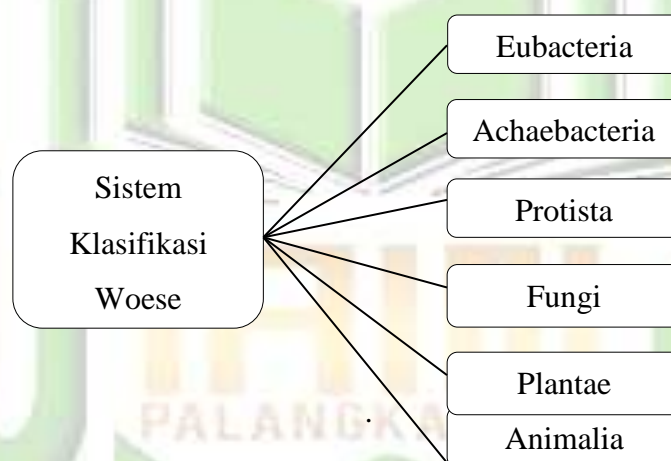 Sistem
Klasifikasi
Woese
Eubacteria
Achaebacteria
Protista
Fungi
Plantae
Animalia
PALANGKA